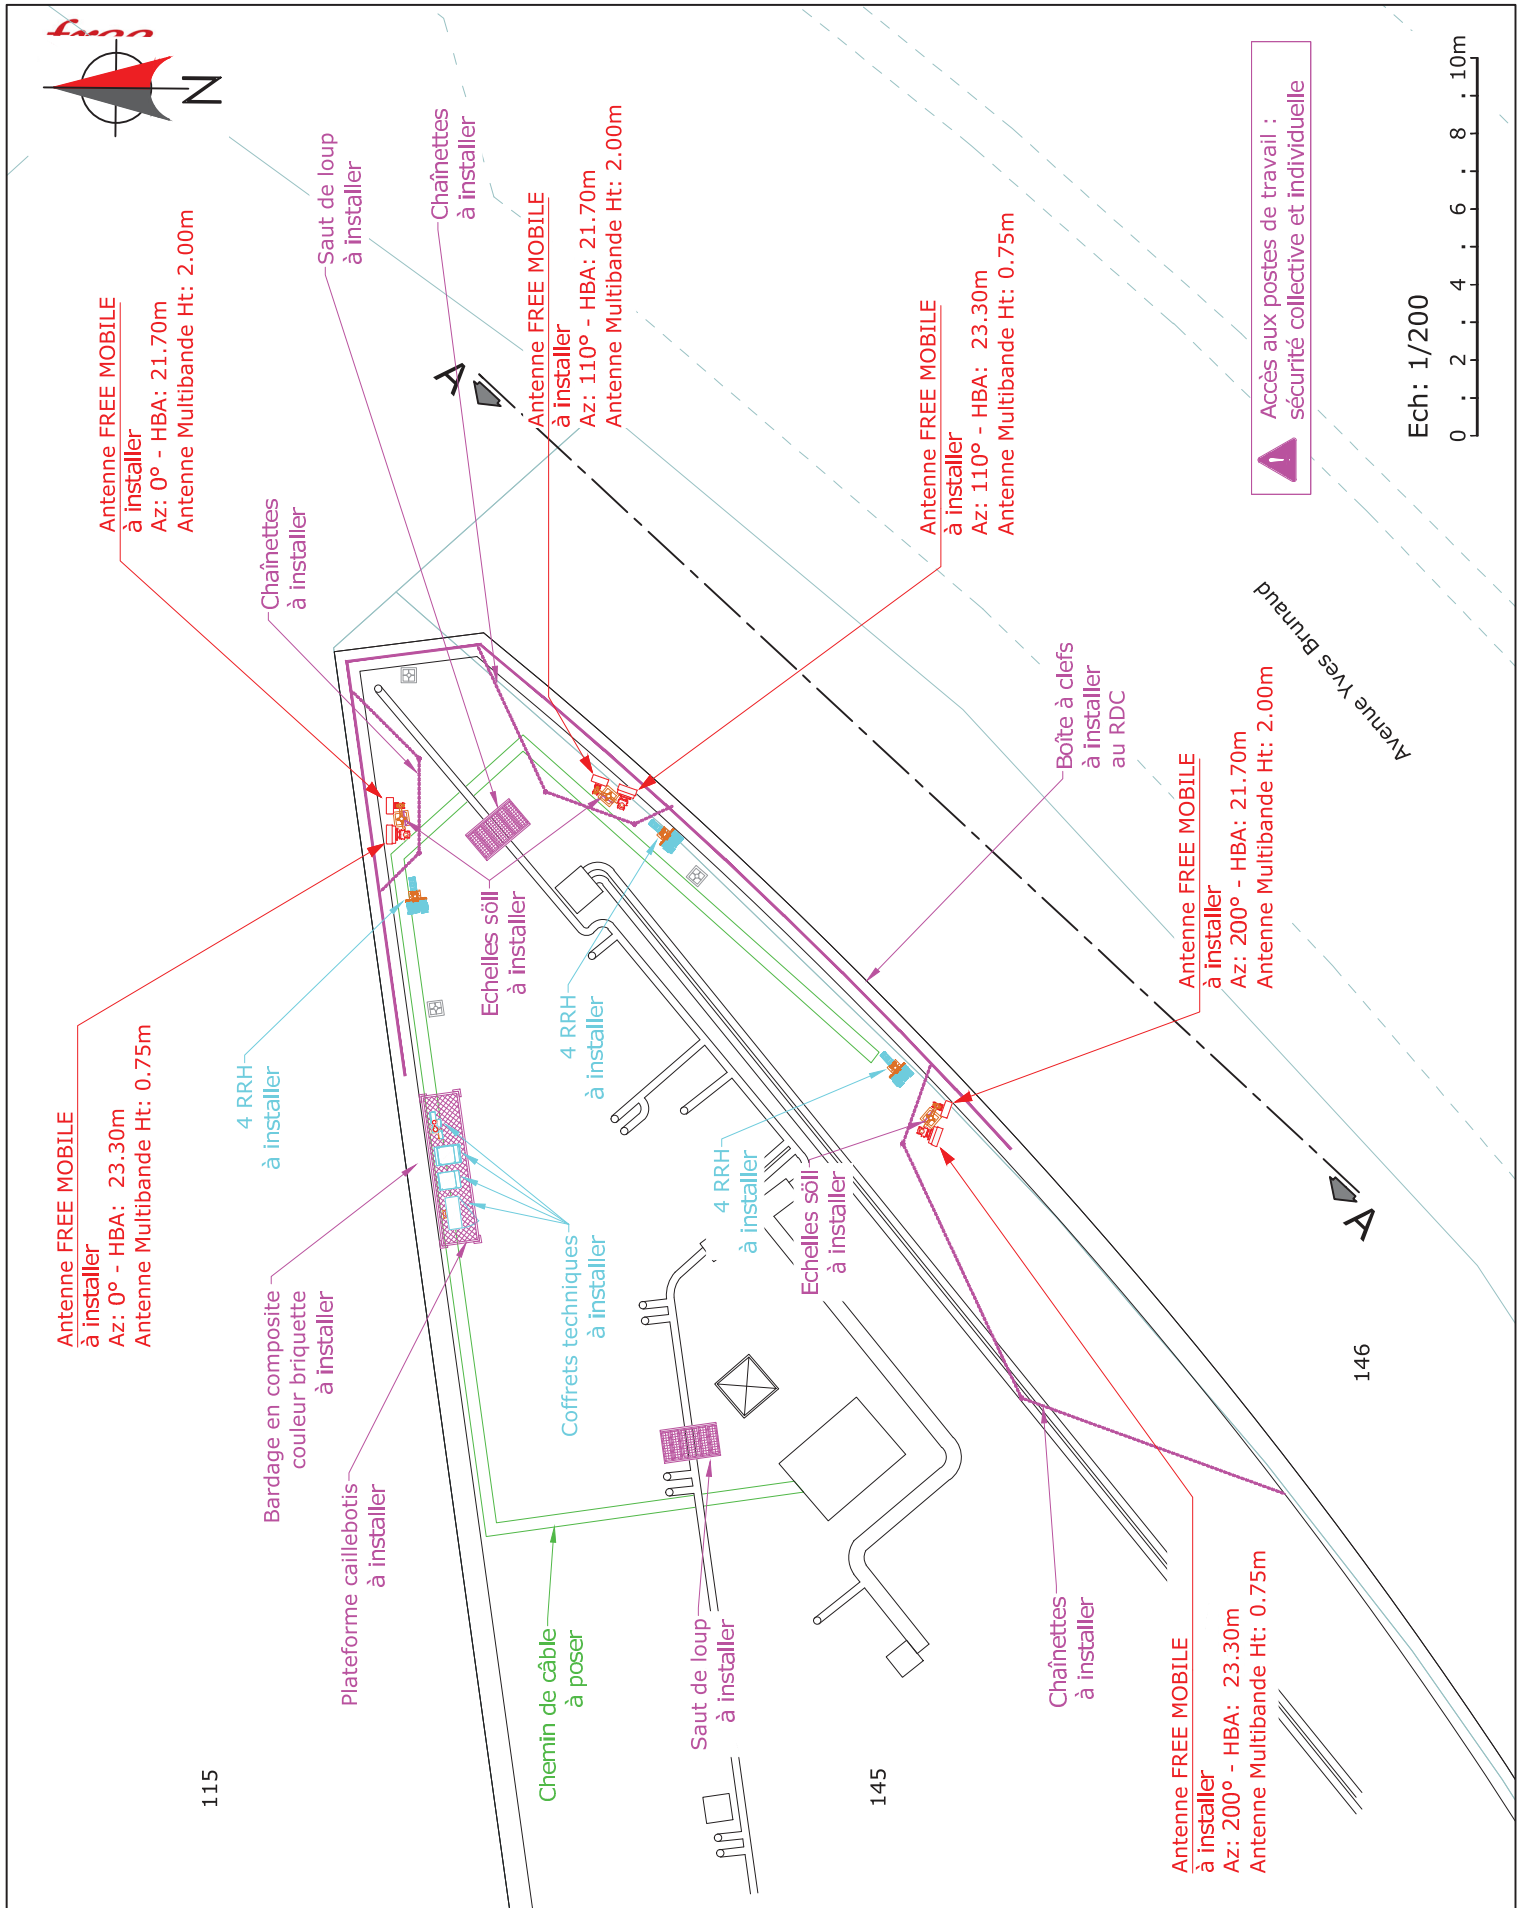 N
Saut de loup
à installer
Chaînettes
à installer
Antenne FREE MOBILE
à installer
Az: 0° - HBA: 21.70m
Antenne Multibande Ht: 2.00m
Antenne FREE MOBILE
à installer
Az: 110° - HBA: 21.70m
Antenne Multibande Ht: 2.00m
Antenne FREE MOBILE
à installer
Az: 110° - HBA: 23.30m
Antenne Multibande Ht: 0.75m
Accès aux postes de travail :
sécurité collective et individuelle
Ech: 1/200
0 2 4 6 8 10m
A
Chaînettes
à installer
Avenue Yves Brunaud
Boîte à clefs
à installer
au RDC
Antenne FREE MOBILE
à installer
Az: 200° - HBA: 21.70m
Antenne Multibande Ht: 2.00m
Echelles söll
à installer
4 RRH
à installer
4 RRH
à installer
4 RRH
à installer
Echelles söll
à installer
A
Antenne FREE MOBILE
à installer
Az: 0° - HBA: 23.30m
Antenne Multibande Ht: 0.75m
Bardage en composite
couleur briquette
à installer
Coffrets techniques
à installer
Plateforme caillebotis
à installer
Chemin de câble
à poser
Saut de loup
à installer
Chaînettes
à installer
Antenne FREE MOBILE
à installer
Az: 200° - HBA: 23.30m
Antenne Multibande Ht: 0.75m
146
115
145